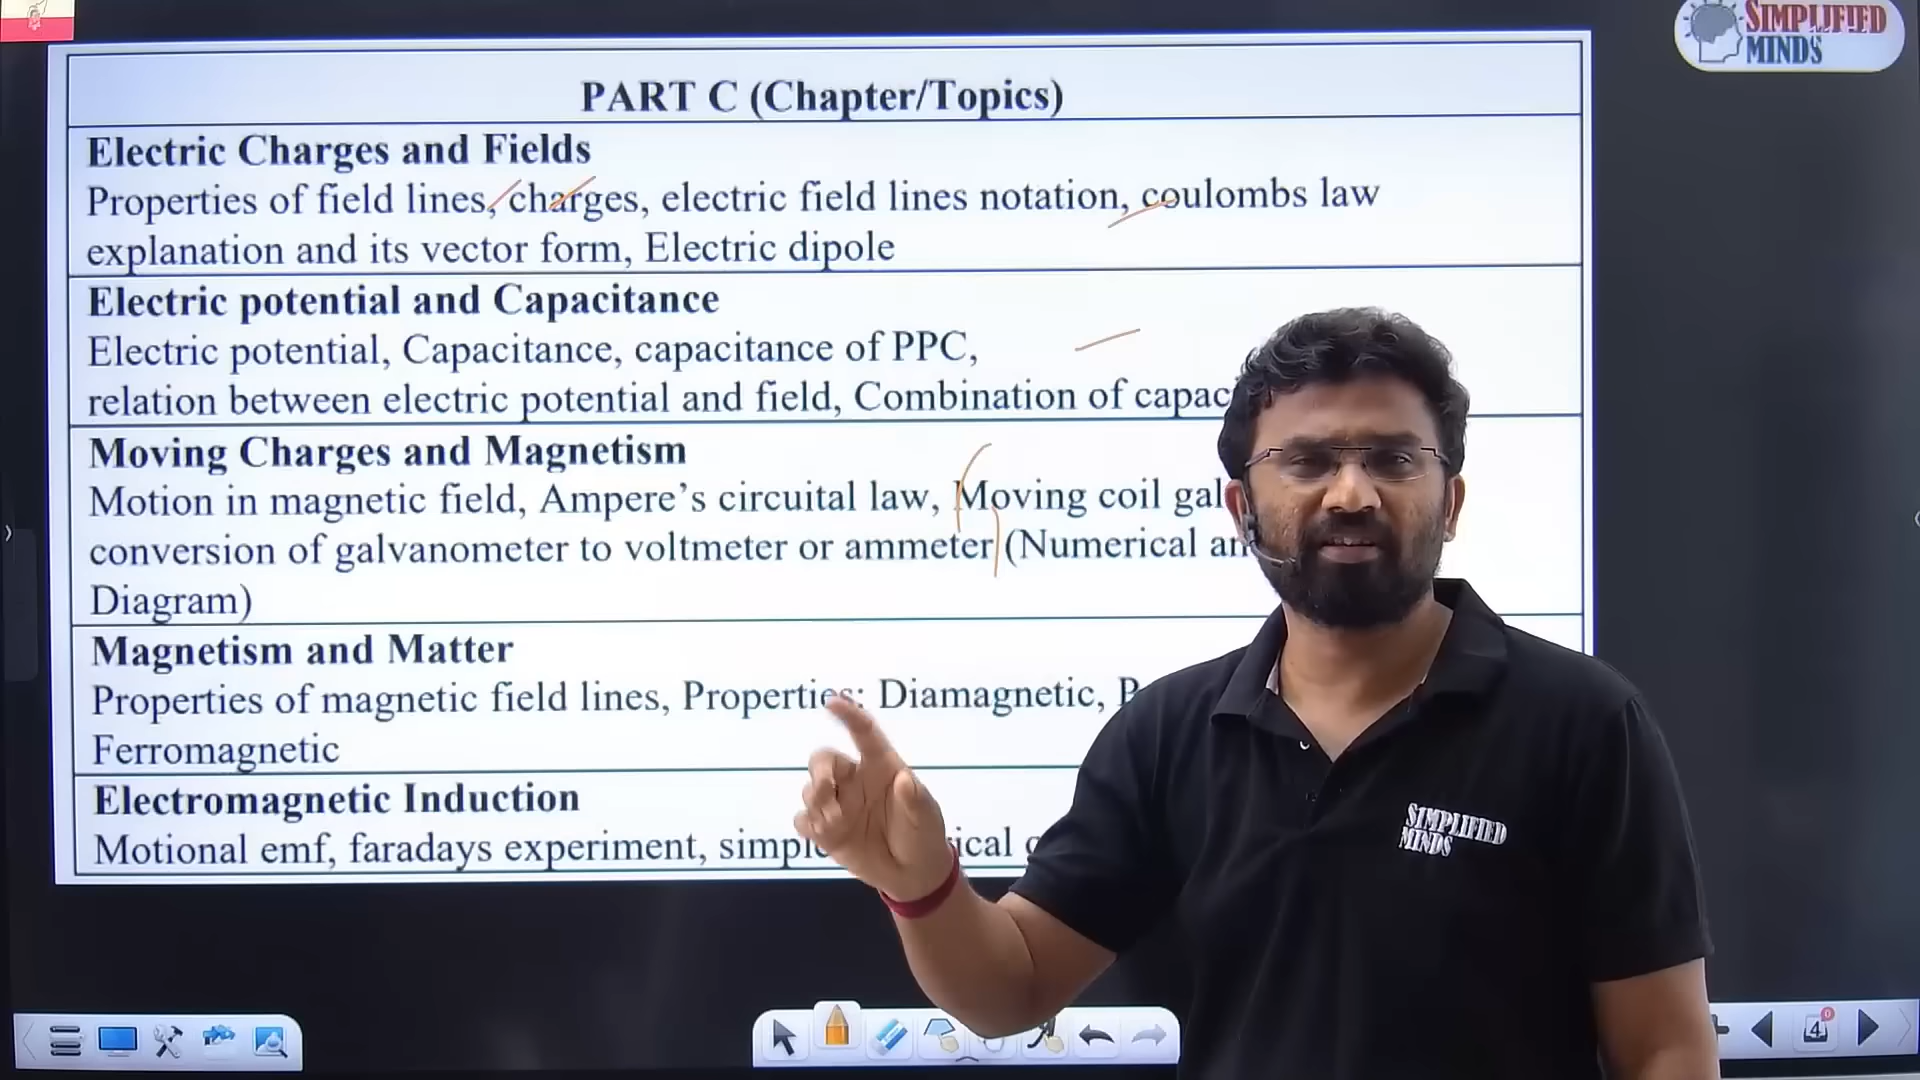 SIMPLIFIED
MINDS
PART C (Chapter/Topics)
Electric Charges and Fields
Properties of field lines, charges, electric field lines notation, coulombs law
explanation and its vector form, Electric dipole
Electric potential and Capacitance
Electric potential, Capacitance, capacitance of PPC,
relation between electric potential and field, Combination of
Moving Charges and Magnetism
Motion in magnetic field, Ampere’s circuital law, Moving coil
conversion of galvanometer to voltmeter or ammeter (Numerical
Diagram)
Magnetism and Matter
Properties of magnetic field lines, Properties: Diamagnetic,
Ferromagnetic
Electromagnetic Induction
Motional emf, faradays experiment,
SIMPLIFIED
MINDS
4
0